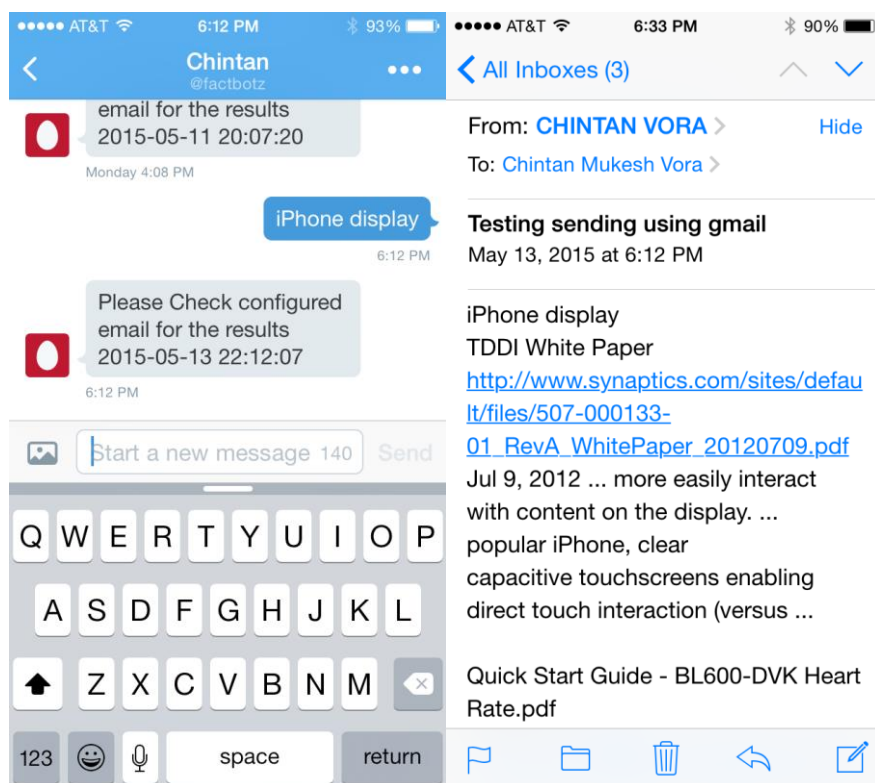 AT&T 6:12 PM 93%
Chintan
@factbotz
email for the results
2015-05-11 20:07:20
Monday 4:08 PM
iPhone display
6:12 PM
Please Check configured
email for the results
2015-05-13 22:12:07
6:12 PM
Start a new message 140 Send
Q W E R T Y U I O P
A S D F G H J K L
Z X C V B N M
123 space return
AT&T 6:33 PM 90%
All Inboxes (3)
From: CHINTAN VORA > Hide
To: Chintan Mukesh Vora >
Testing sending using gmail
May 13, 2015 at 6:12 PM
iPhone display
TDDI White Paper
http://www.synaptics.com/sites/defau
lt/files/507-000133-
01_RevA_WhitePaper_20120709.pdf
Jul 9, 2012 ... more easily interact
with content on the display. ...
popular iPhone, clear
capacitive touchscreens enabling
direct touch interaction (versus ...
Quick Start Guide - BL600-DVK Heart
Rate.pdf